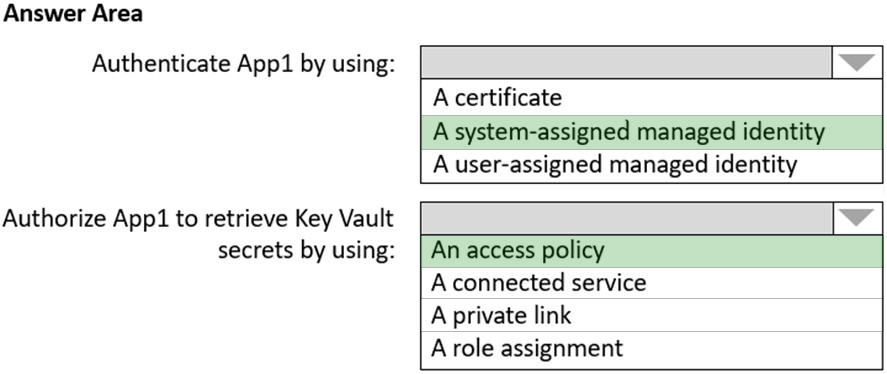 Answer Area
Authenticate App1 by using:
A certificate
A system-assigned managed identity
A user-assigned managed identity
Authorize App1 to retrieve Key Vault
secrets by using:
An access policy
A connected service
A private link
A role assignment